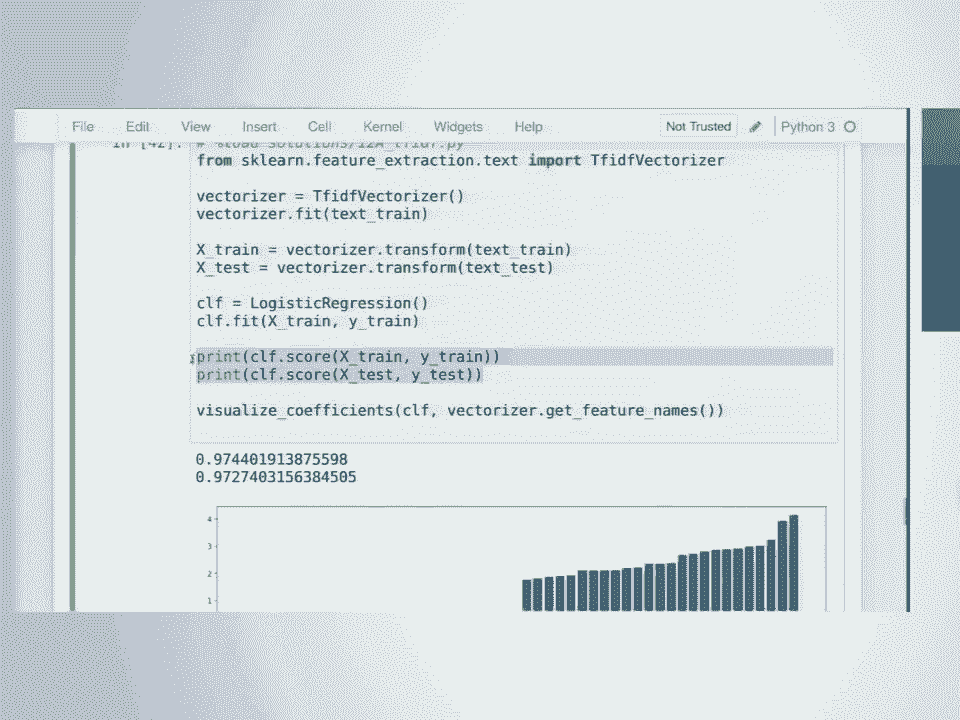 File Edit View Insert Cell Kernel Widgets Help Not Trusted Python 3
In [42]: # %load solutions/12A_tfidf.py
from sklearn.feature_extraction.text import TfidfVectorizer
vectorizer = TfidfVectorizer()
vectorizer.fit(text_train)
X_train = vectorizer.transform(text_train)
X_test = vectorizer.transform(text_test)
clf = LogisticRegression()
clf.fit(X_train, y_train)
print(clf.score(X_train, y_train))
print(clf.score(X_test, y_test))
visualize_coefficients(clf, vectorizer.get_feature_names())
0.974401913875598
0.9727403156384505
4
3
2
1